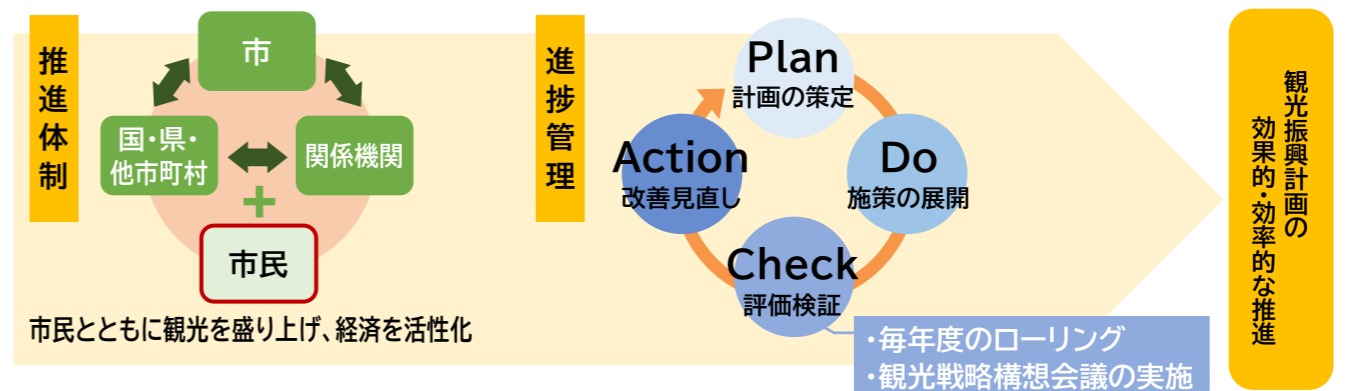 推進体制
市
国・県・
他市町村
関係機関
+
市民
市民とともに観光を盛り上げ、経済を活性化
進捗管理
Plan
計画の策定
Do
施策の展開
Check
評価検証
Action
改善見直し
・毎年度のローリング
・観光戦略構想会議の実施
観光振興計画の
効果的・効率的な推進